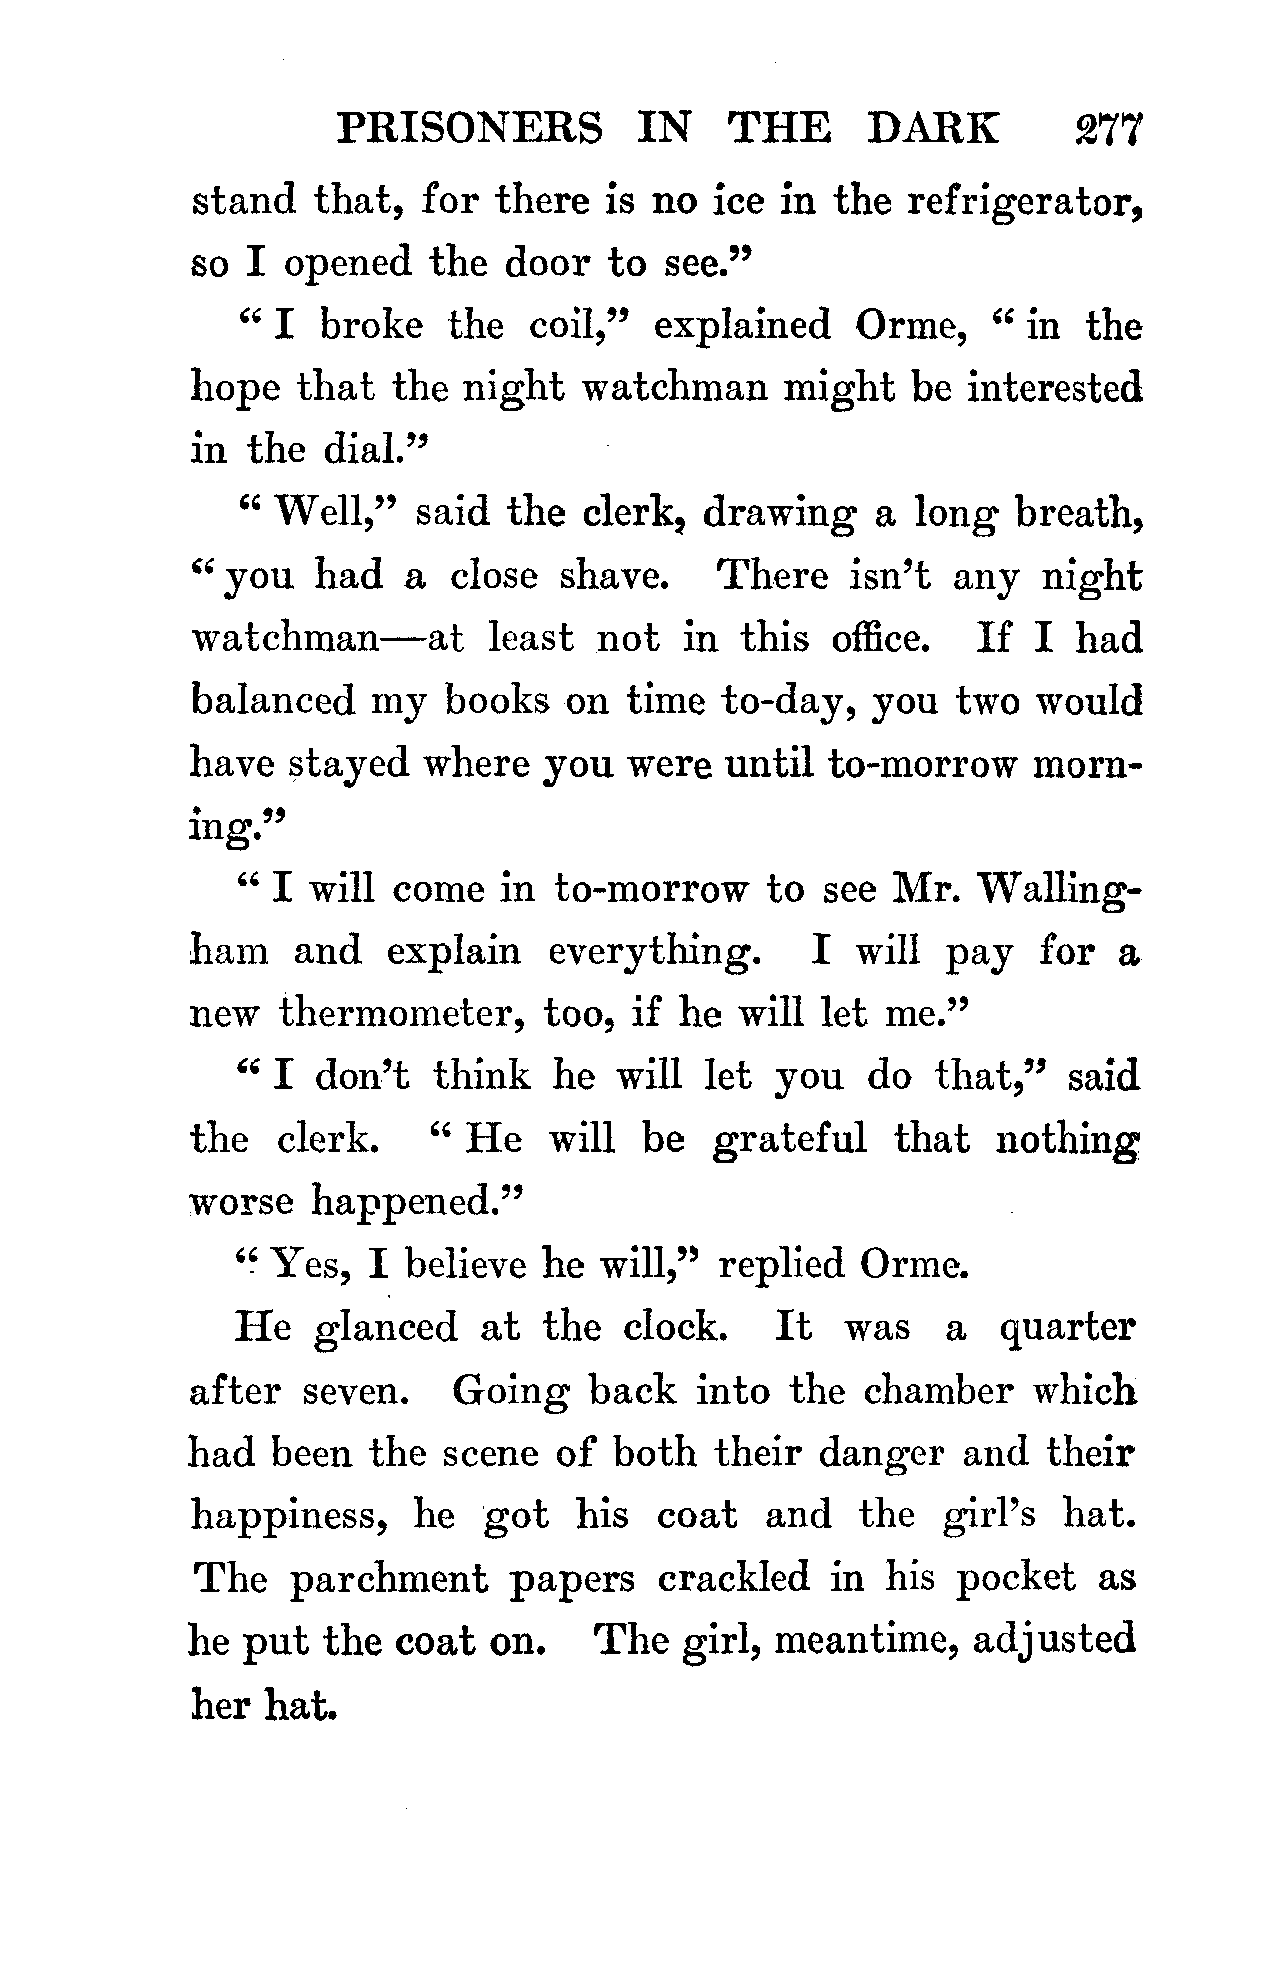 PRISONERS IN THE DARK 277
stand that, for there is no ice in the refrigerator,
so I opened the door to see.”
“ I broke the coil,” explained Orme, “ in the
hope that the night watchman might be interested
in the dial.”
“ Well,” said the clerk, drawing a long breath,
“ you had a close shave. There isn’t any night
watchman—at least not in this office. If I had
balanced my books on time to-day, you two would
have stayed where you were until to-morrow morn-
ing.”
“ I will come in to-morrow to see Mr. Walling-
ham and explain everything. I will pay for a
new thermometer, too, if he will let me.”
“ I don’t think he will let you do that,” said
the clerk. “ He will be grateful that nothing
worse happened.”
“ Yes, I believe he will,” replied Orme.
He glanced at the clock. It was a quarter
after seven. Going back into the chamber which
had been the scene of both their danger and their
happiness, he got his coat and the girl’s hat.
The parchment papers crackled in his pocket as
he put the coat on. The girl, meantime, adjusted
her hat.